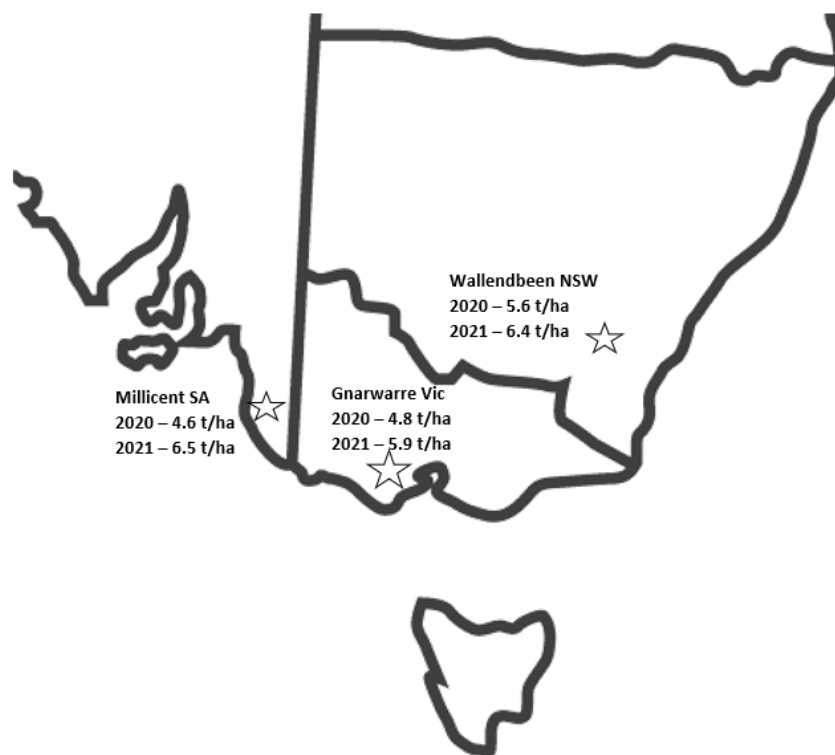 Wallendbeen NSW
2020 – 5.6 t/ha
2021 – 6.4 t/ha
Millicent SA
2020 – 4.6 t/ha
2021 – 6.5 t/ha
Gnarwarre Vic
2020 – 4.8 t/ha
2021 – 5.9 t/ha